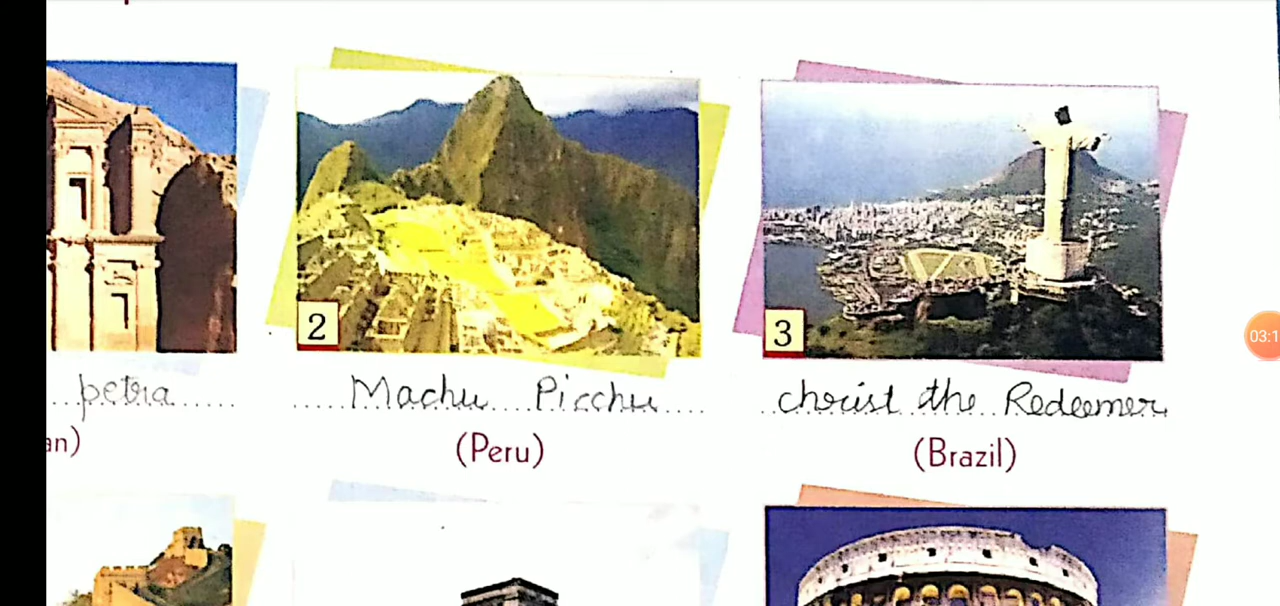 2
3
petra
Machu Picchu
christ the Redeemer
an)
(Peru)
(Brazil)
03:1